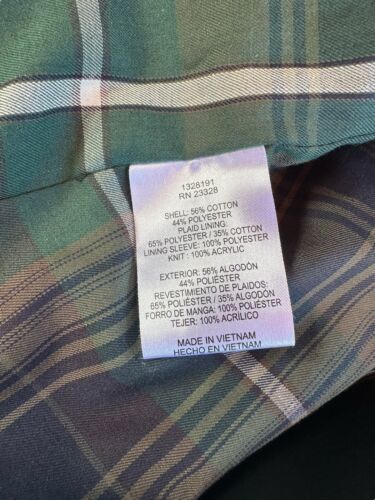 1328191
RN 23328
SHELL: 56% COTTON
44% POLYESTER
PLAID LINING:
65% POLYESTER / 35% COTTON
LINING SLEEVE: 100% POLYESTER
KNIT : 100% ACRYLIC
EXTERIOR: 56% ALGODÓN
44% POLIÉSTER
REVESTIMIENTO DE PLAIDOS:
65% POLIÉSTER / 35% ALGODÓN
FORRO DE MANGA: 100% POLIÉSTER
TEJER: 100% ACRÍLICO
MADE IN VIETNAM
HECHO EN VIETNAM